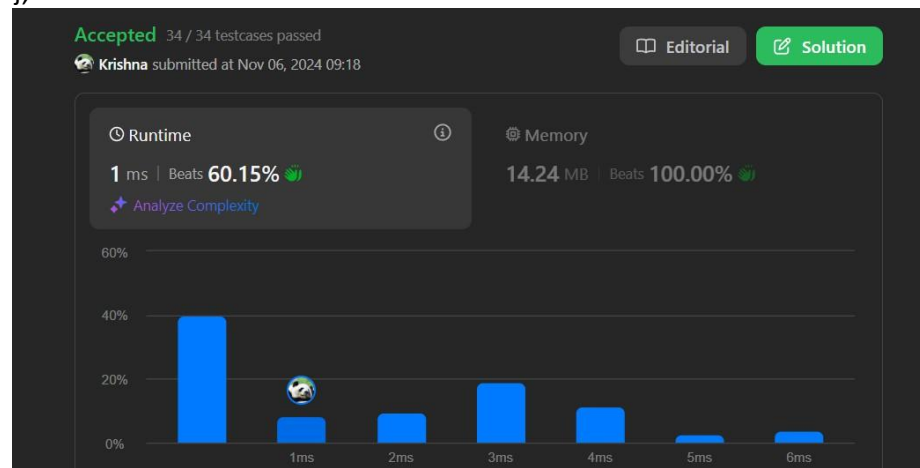 Accepted 34 / 34 testcases passed
Editorial
Solution
Krishna submitted at Nov 06, 2024 09:18
Runtime
1 ms | Beats 60.15%
Analyze Complexity
Memory
14.24 MB | Beats 100.00%
60%
40%
20%
0%
1ms 2ms 3ms 4ms 5ms 6ms